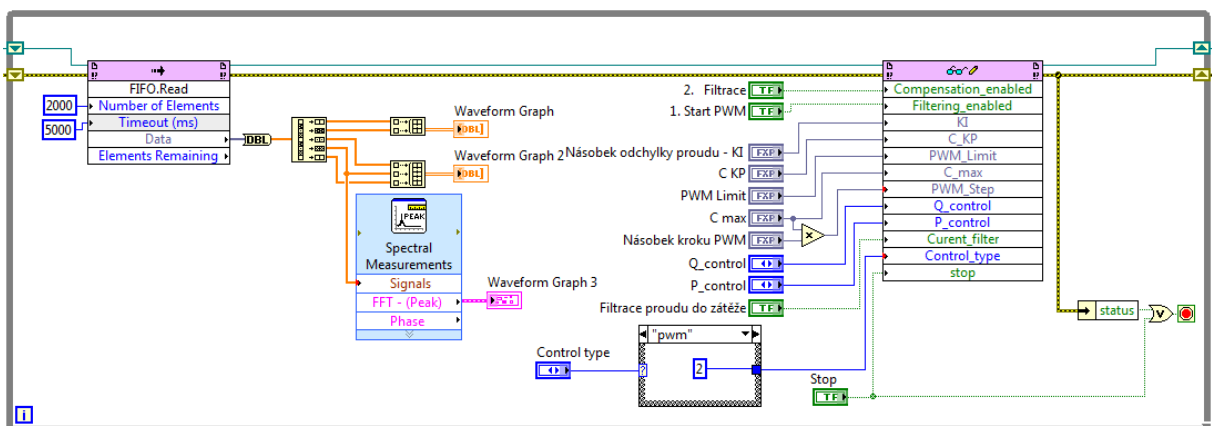 FIFO.Read
2000
Number of Elements
5000
Timeout (ms)
Data
DBL
Elements Remaining
Waveform Graph
DBL
Waveform Graph 2
DBL
PEAK
Spectral
Measurements
Signals
FFT - (Peak)
Phase
Waveform Graph 3
2. Filtrace
TF
1. Start PWM
TF
Násobek odchylky proudu - KI
FXP
C KP
FXP
PWM Limit
FXP
C max
FXP
Násobek kroku PWM
FXP
Q_control
P_control
Filtrace proudu do zátěže
TF
Control type
"pwm"
?
2
Compensation_enabled
Filtering_enabled
KI
C_KP
PWM_Limit
C_max
PWM_Step
Q_control
P_control
Curent_filter
Control_type
stop
Stop
TF
status
i